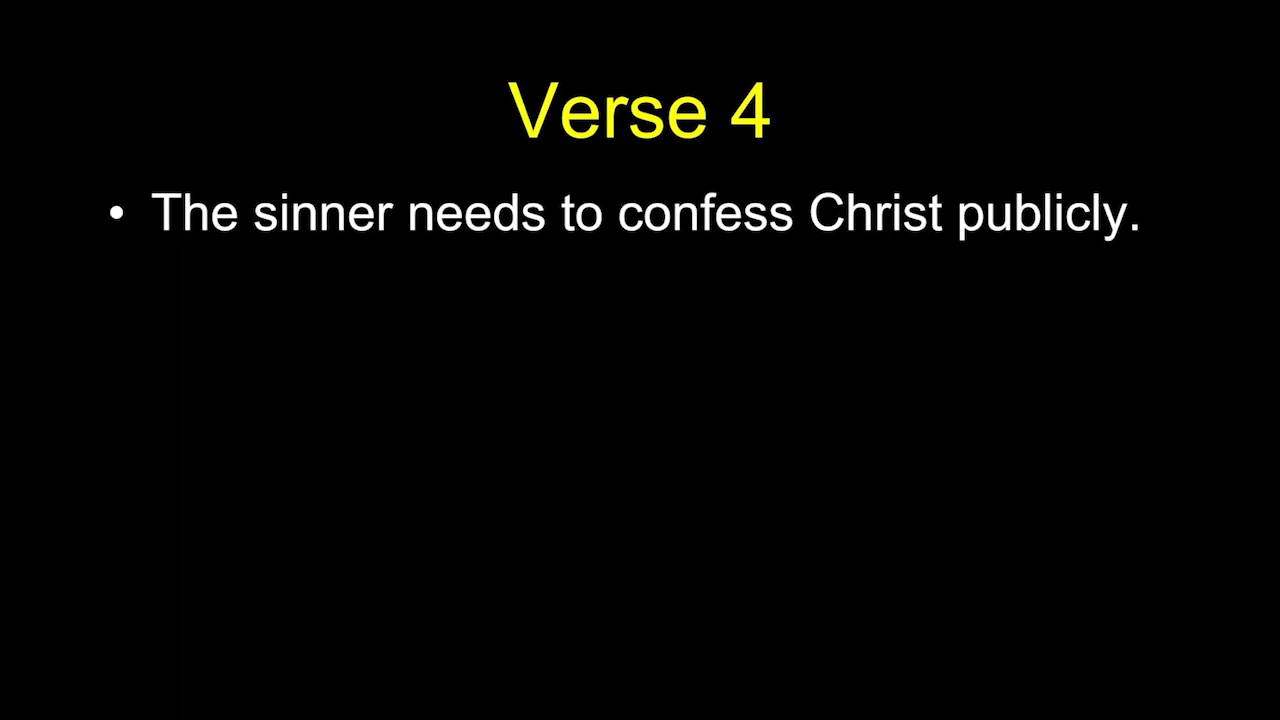 Verse 4
• The sinner needs to confess Christ publicly.